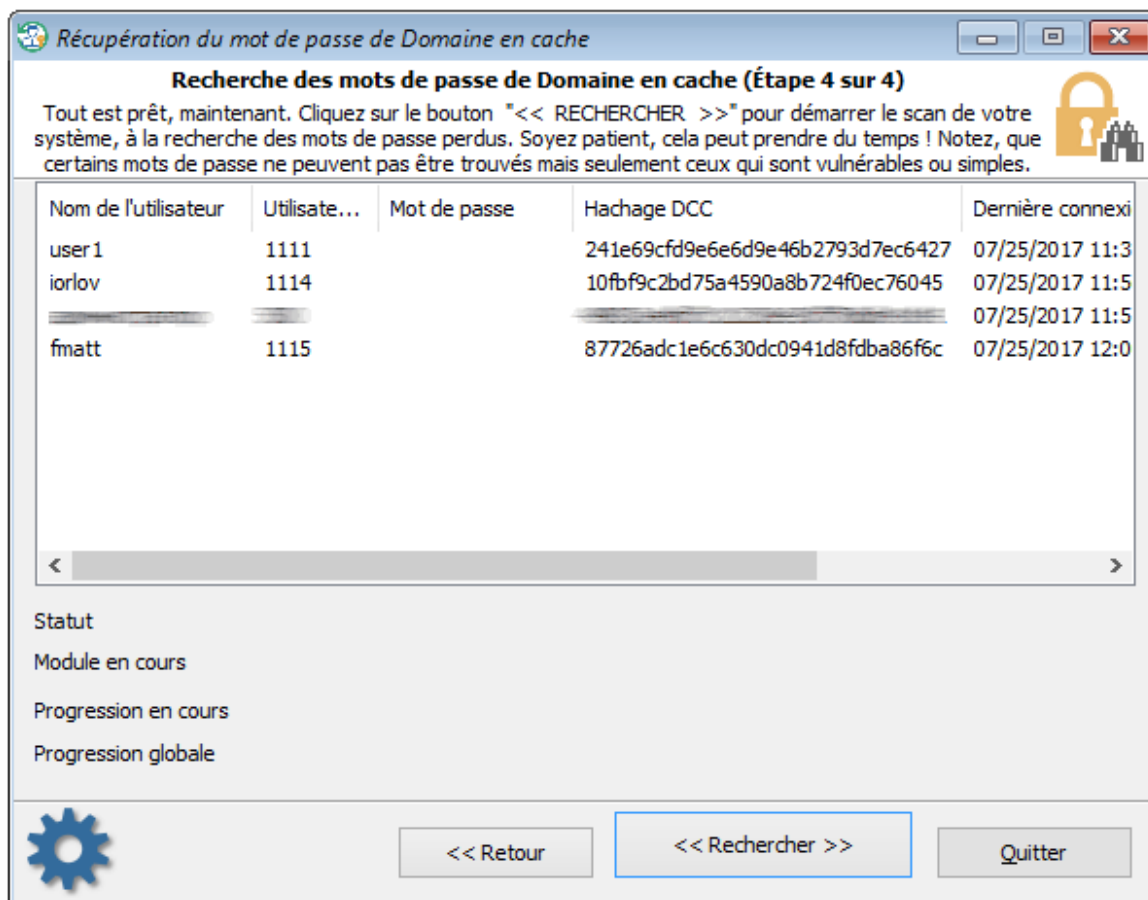 Récupération du mot de passe de Domaine en cache
Recherche des mots de passe de Domaine en cache (Étape 4 sur 4)
Tout est prêt, maintenant. Cliquez sur le bouton "<< RECHERCHER >>" pour démarrer le scan de votre
système, à la recherche des mots de passe perdus. Soyez patient, cela peut prendre du temps ! Notez, que
certains mots de passe ne peuvent pas être trouvés mais seulement ceux qui sont vulnérables ou simples.
Nom de l'utilisateur Utilisate... Mot de passe Hachage DCC Dernière connexi
user1 1111 241e69cfd9e6e6d9e46b2793d7ec6427 07/25/2017 11:3
iorlov 1114 10fbf9c2bd75a4590a8b724f0ec76045 07/25/2017 11:5
07/25/2017 11:5
fmatt 1115 87726adc1e6c630dc0941d8fdba86f6c 07/25/2017 12:0
Statut
Module en cours
Progression en cours
Progression globale
<< Retour << Rechercher >> Quitter